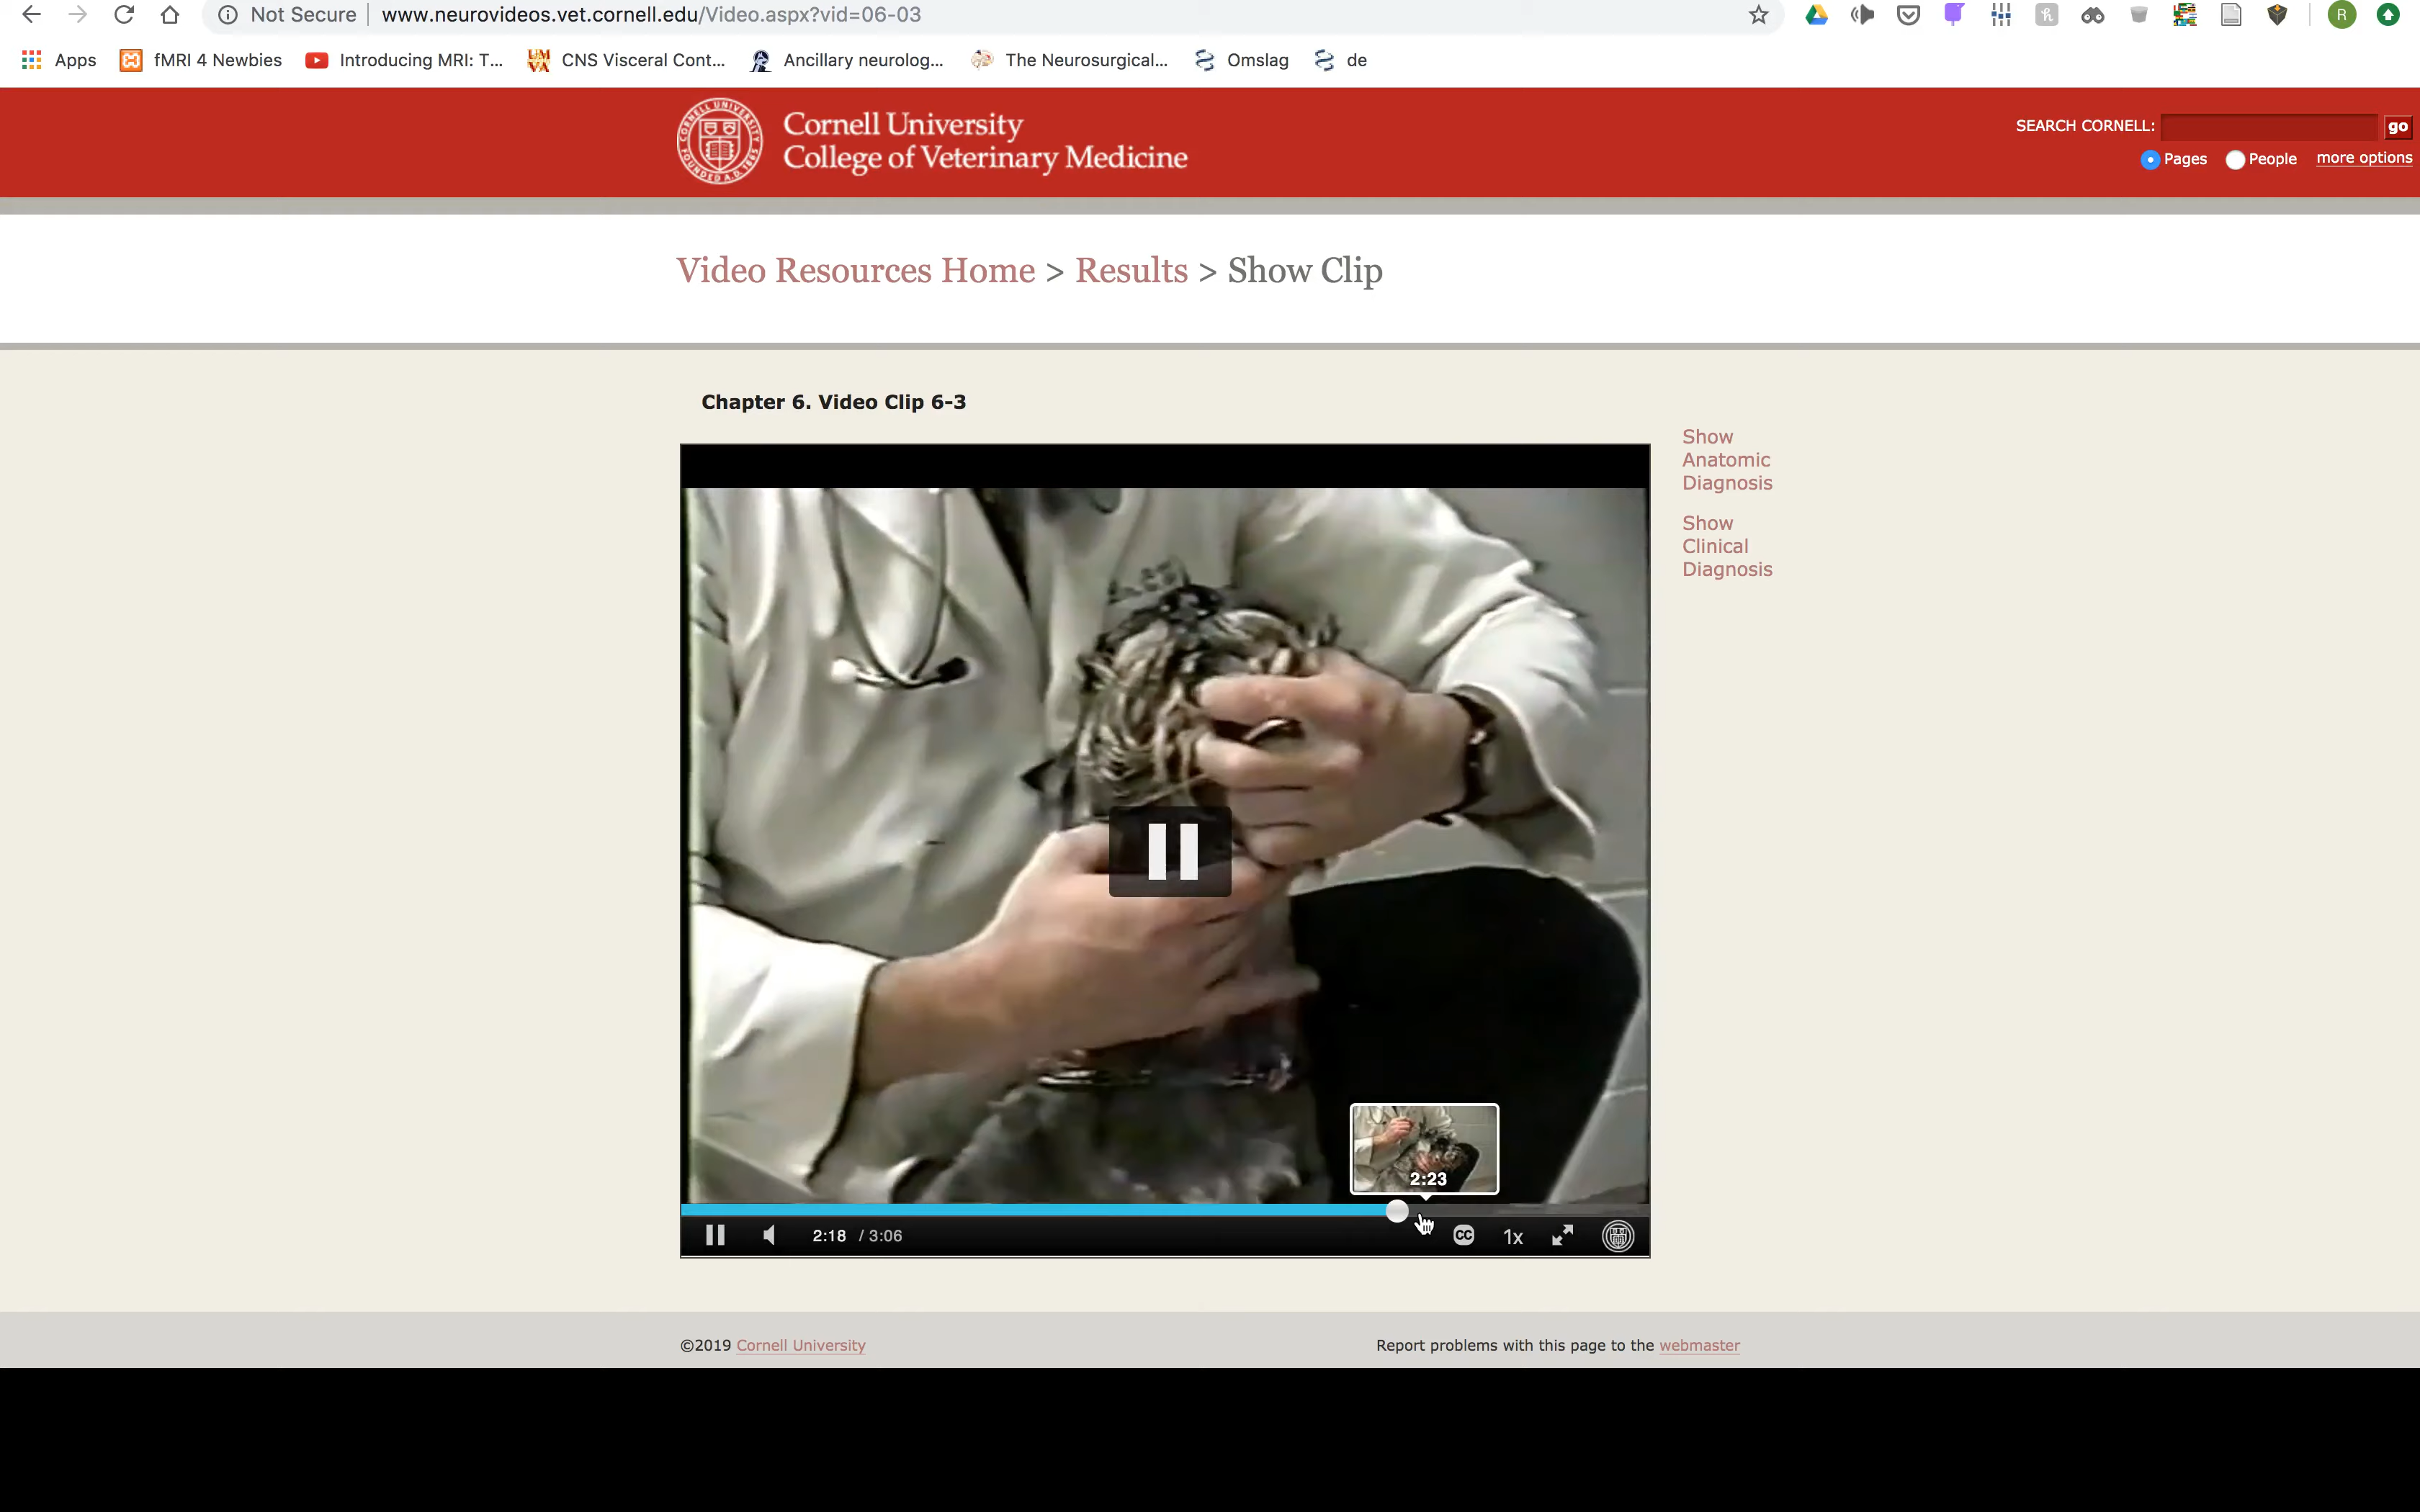 Not Secure www.neurovideos.vet.cornell.edu/Video.aspx?vid=06-03 R
Apps fMRI 4 Newbies Introducing MRI: T... CNS Visceral Cont... Ancillary neurolog... The Neurosurgical... Omslag de
Cornell University
College of Veterinary Medicine
SEARCH CORNELL: go
Pages People more options
Video Resources Home > Results > Show Clip
Chapter 6. Video Clip 6-3
Show
Anatomic
Diagnosis
Show
Clinical
Diagnosis
2:23
2:18 / 3:06 CC 1x
©2019 Cornell University Report problems with this page to the webmaster